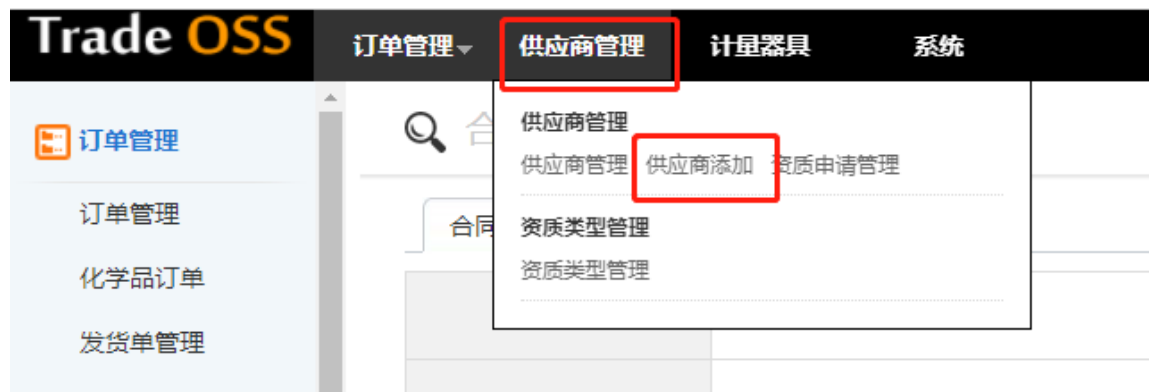 Trade OSS
订单管理 供应商管理 计量器具 系统
订单管理
订单管理
化学品订单
发货单管理
合
合同
供应商管理
供应商管理 供应商添加 资质申请管理
资质类型管理
资质类型管理